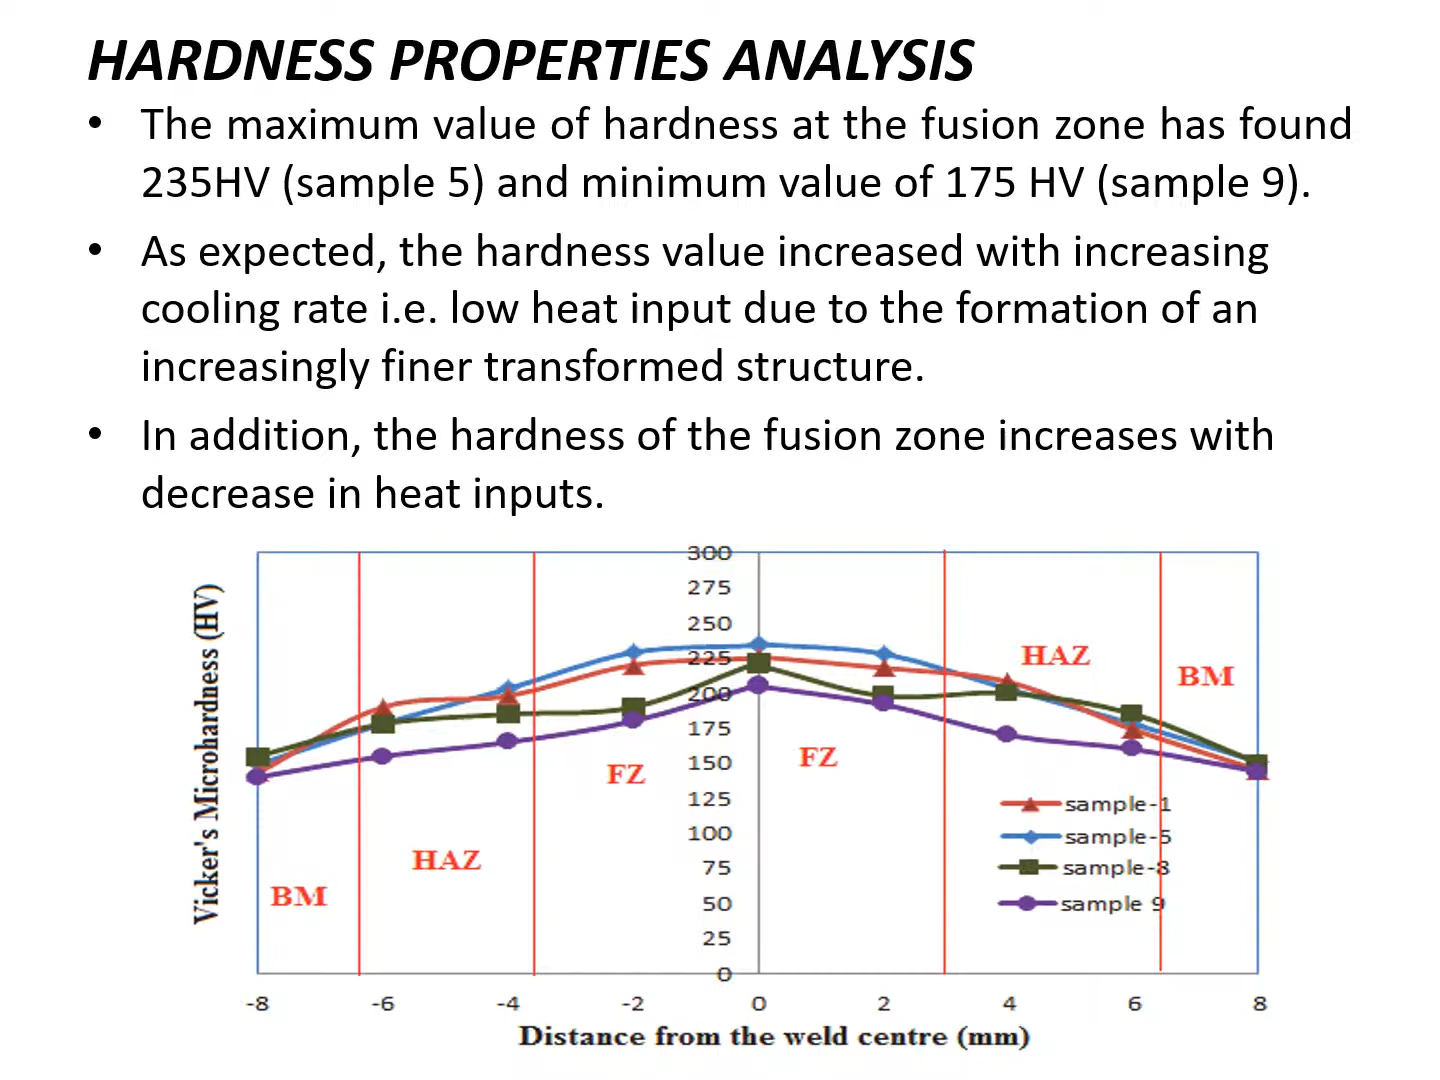 HARDNESS PROPERTIES ANALYSIS
• The maximum value of hardness at the fusion zone has found
235HV (sample 5) and minimum value of 175 HV (sample 9).
• As expected, the hardness value increased with increasing
cooling rate i.e. low heat input due to the formation of an
increasingly finer transformed structure.
• In addition, the hardness of the fusion zone increases with
decrease in heat inputs.
Vicker's Microhardness (HV)
300
275
250
225
200
175
150
125
100
75
50
25
0
BM
HAZ
FZ
FZ
HAZ
BM
sample-1
sample-5
sample-8
sample 9
-8 -6 -4 -2 0 2 4 6 8
Distance from the weld centre (mm)